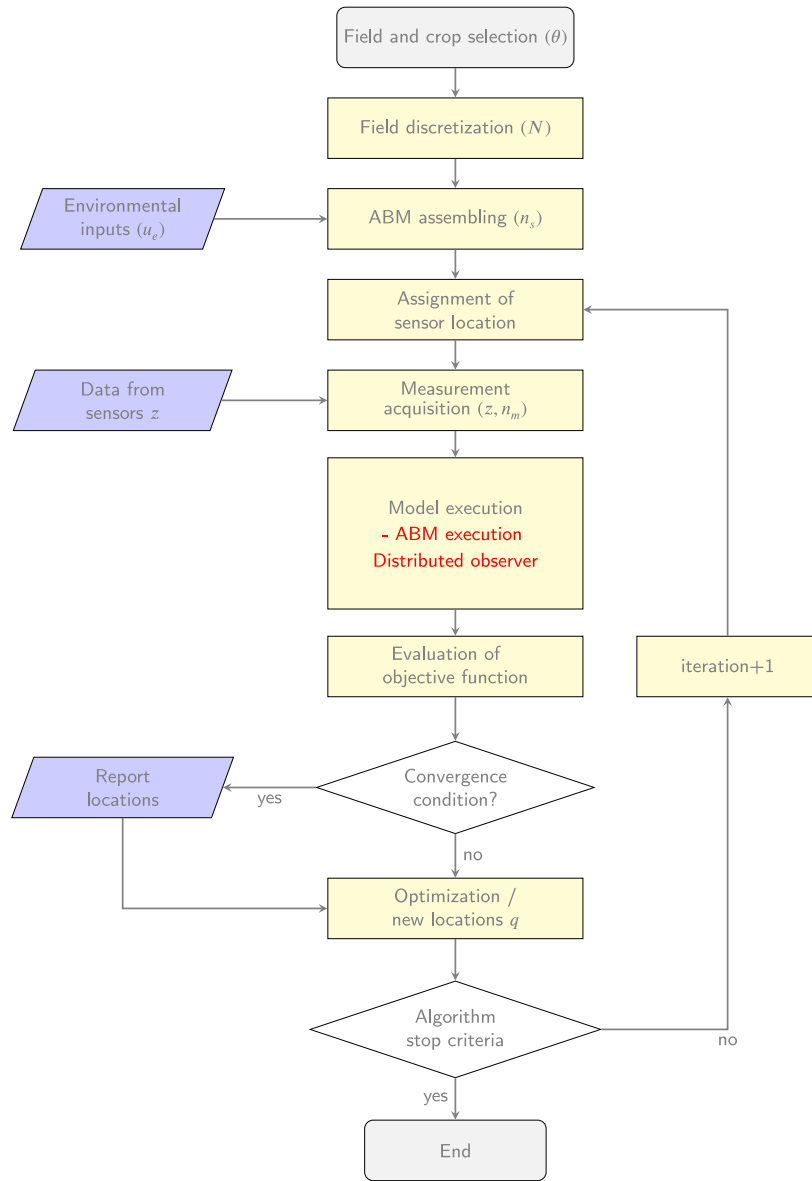 Field and crop selection (θ)
Field discretization (N)
Environmental
inputs (u_e)
ABM assembling (n_s)
Assignment of
sensor location
Data from
sensors z
Measurement
acquisition (z, n_m)
Model execution
- ABM execution
Distributed observer
Evaluation of
objective function
iteration+1
Report
locations
yes
Convergence
condition?
no
Optimization /
new locations q
Algorithm
stop criteria
no
yes
End